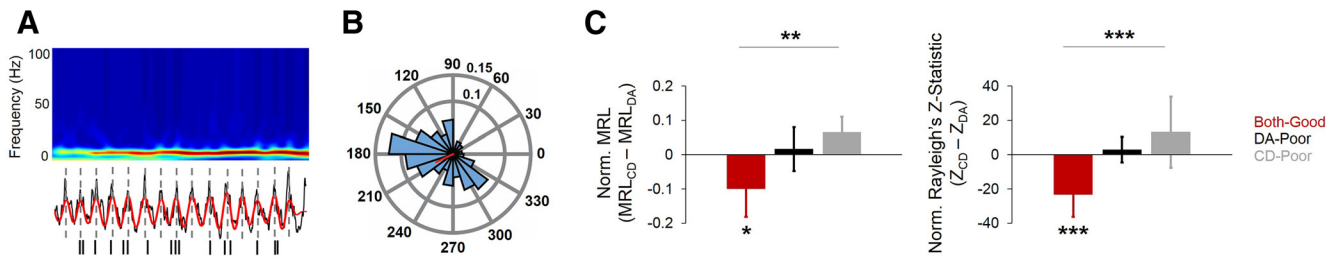 A
Frequency (Hz)
100
50
0
B
90
0.15
120
60
0.1
150
30
180
0
210
330
240
300
270
C
**
Norm. MRL
(MRL_CD – MRL_DA)
0.2
0.1
0
-0.1
-0.2
*
***
Norm. Rayleigh's Z-Statistic
(Z_CD – Z_DA)
40
20
0
-20
-40
***
Both-Good
DA-Poor
CD-Poor